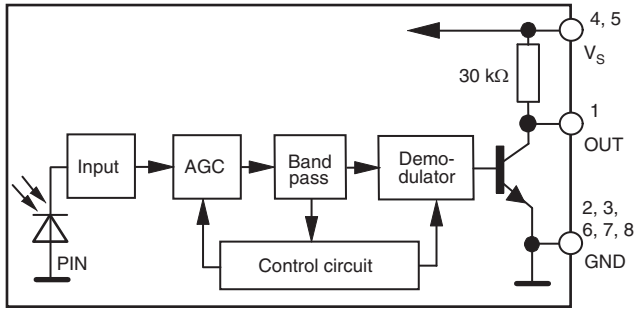 4, 5
V_S
30 kΩ
1
OUT
Input
AGC
Band
pass
Demo-
dulator
2, 3,
6, 7, 8
GND
PIN
Control circuit